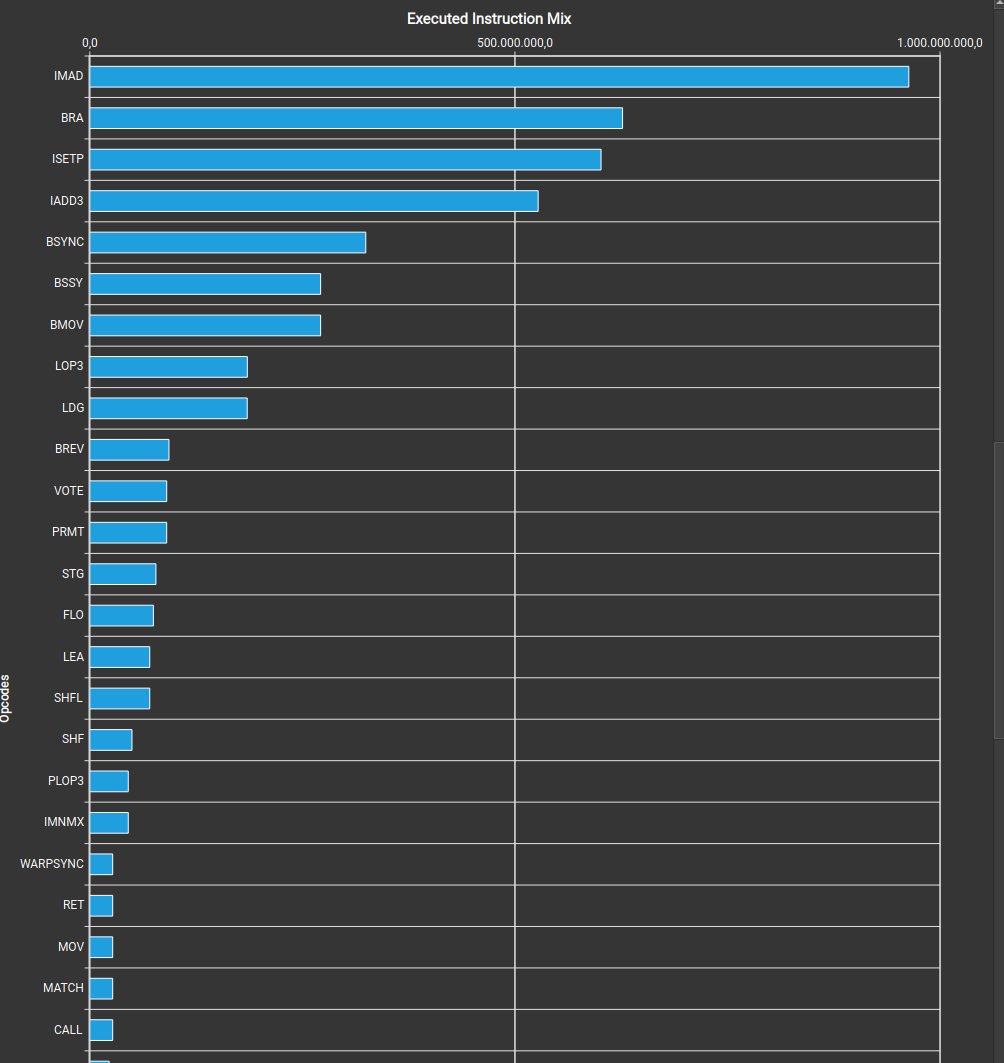 Executed Instruction Mix
0,0 500.000.000,0 1.000.000.000,0
IMAD
BRA
ISETP
IADD3
BSYNC
BSSY
BMOV
LOP3
LDG
BREV
VOTE
PRMT
STG
FLO
LEA
SHFL
SHF
PLOP3
IMNMX
WARPSYNC
RET
MOV
MATCH
CALL
Opcodes